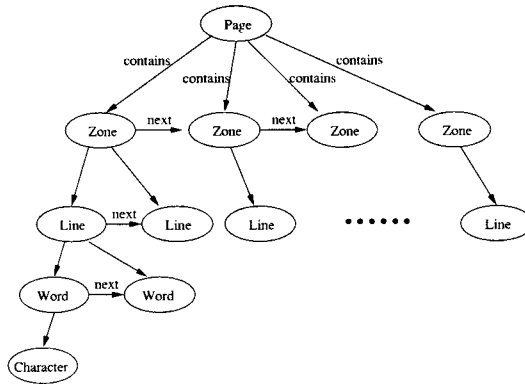 Page
contains contains contains contains
Zone next Zone next Zone Zone
Line next Line Line Line
Word next Word
Character